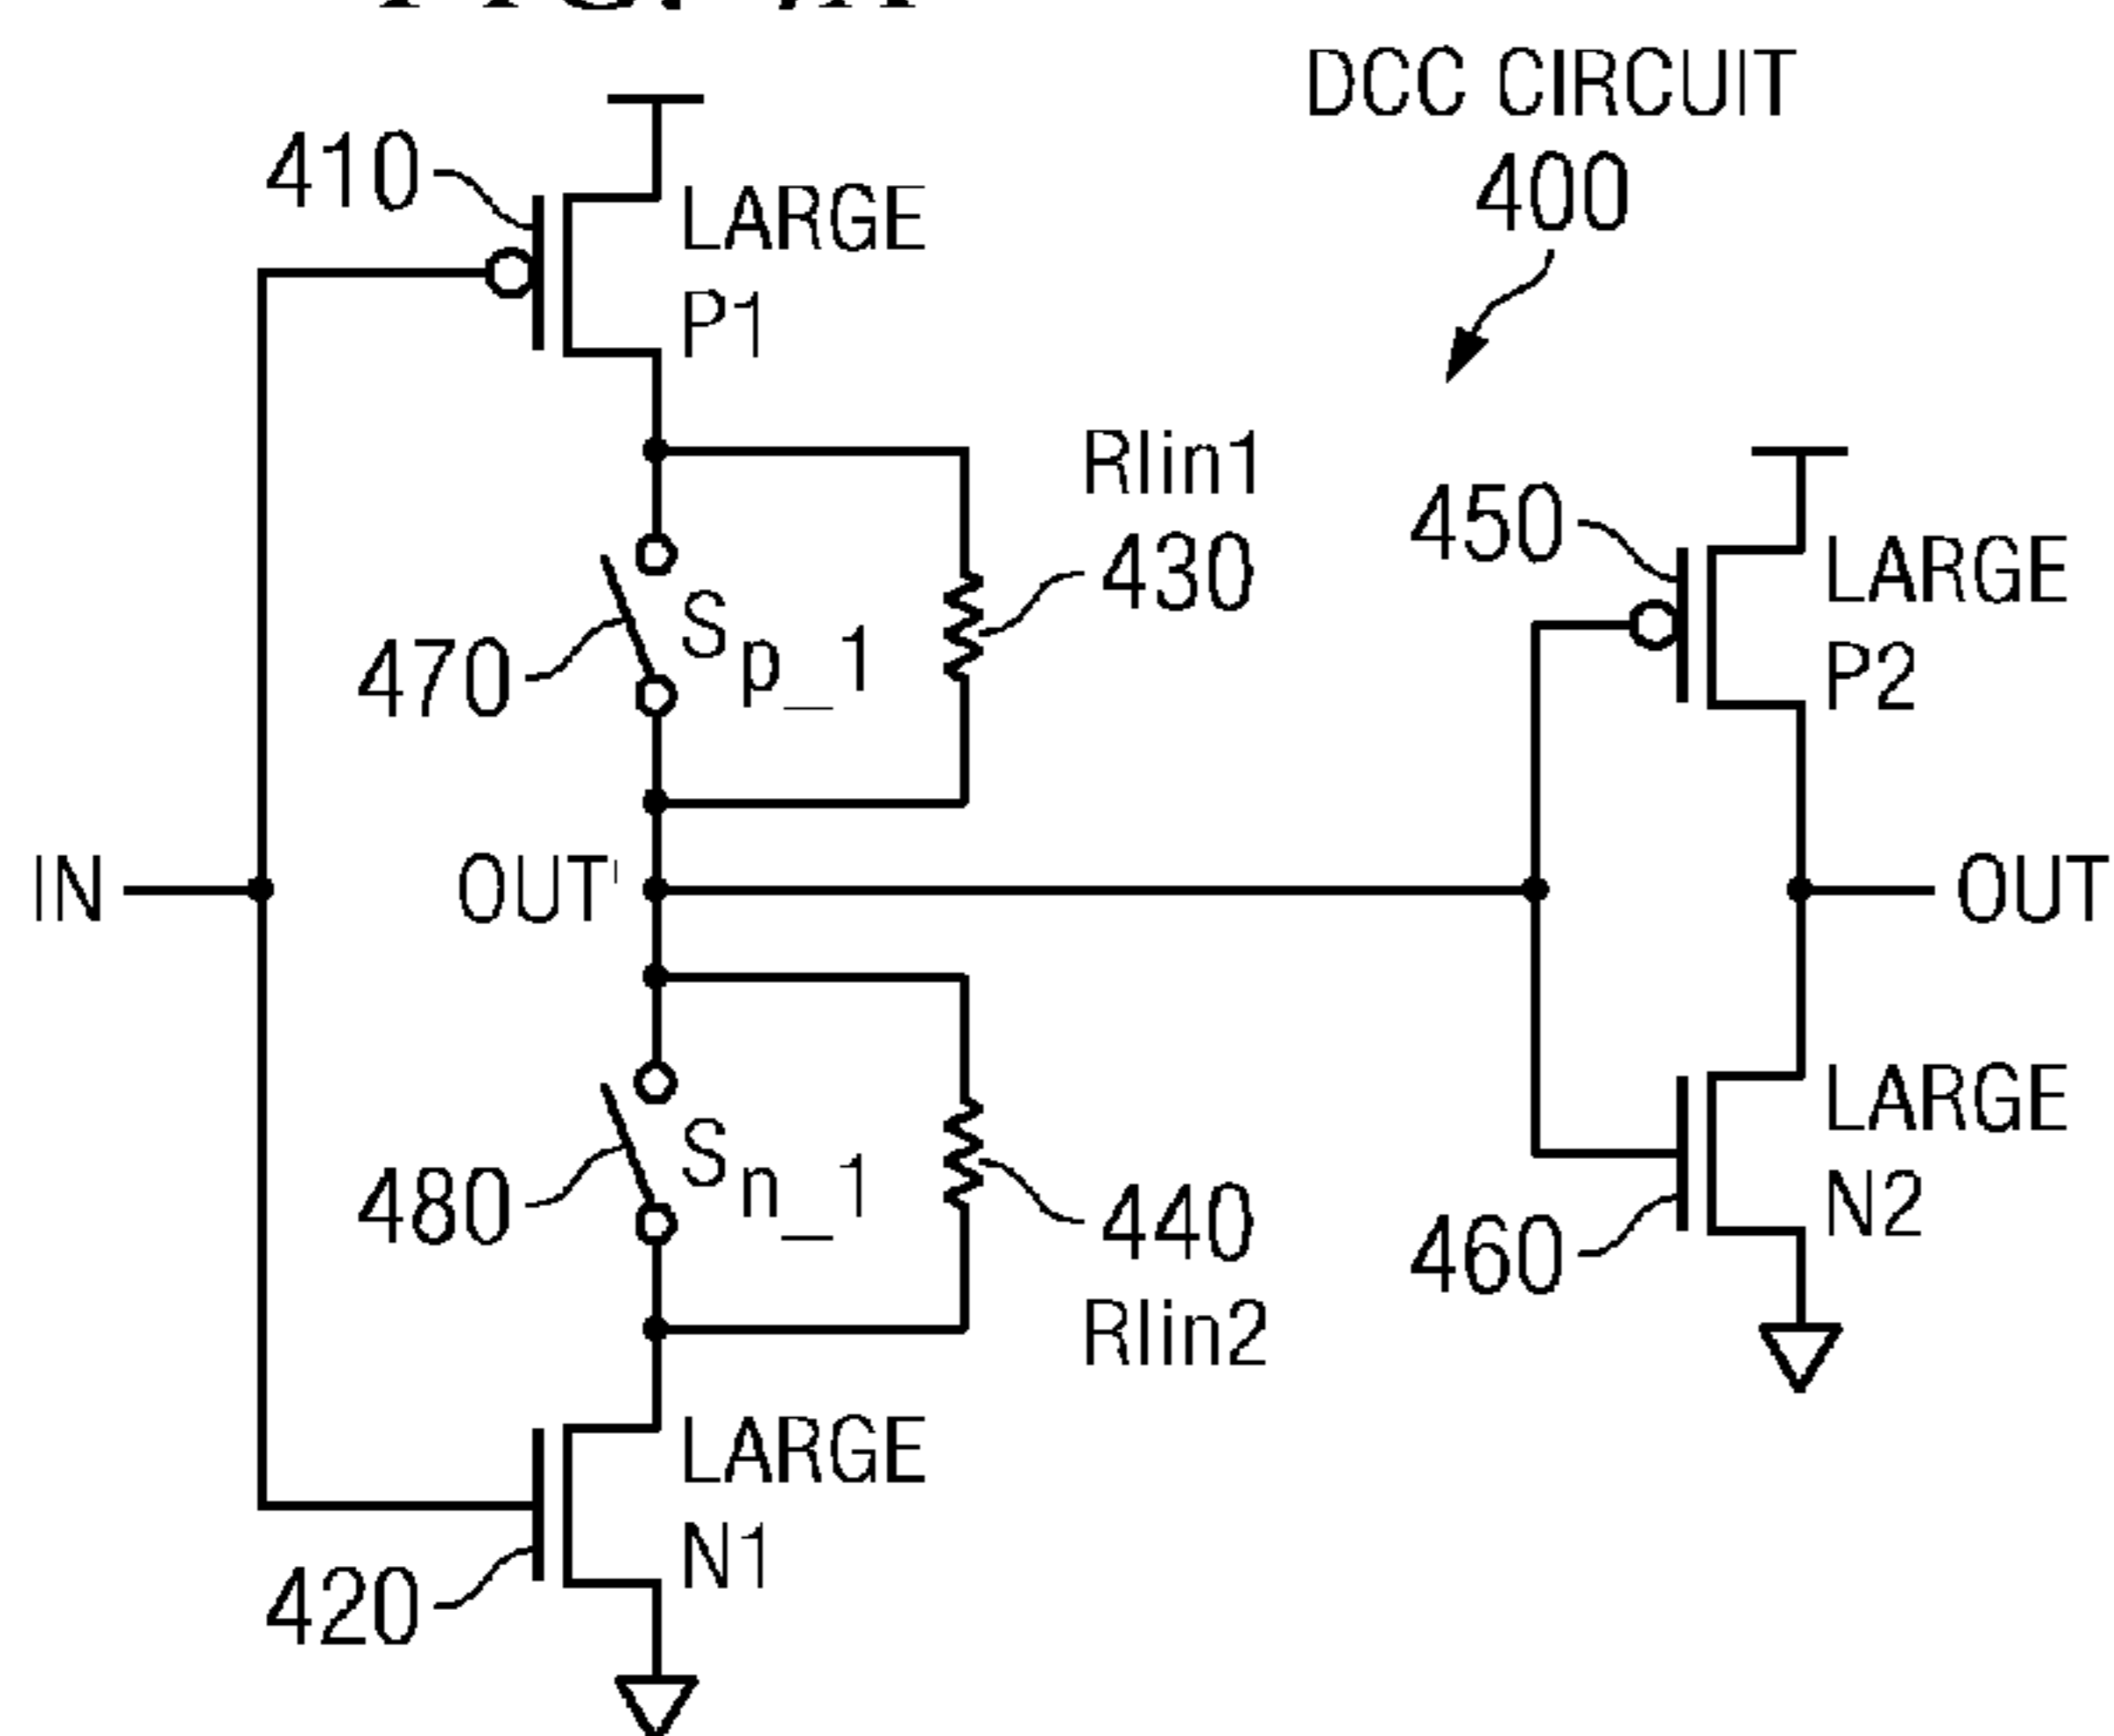 DCC CIRCUIT
400
410
LARGE
P1
Rlin1
430
450
LARGE
P2
470
Sp_1
IN
OUT'
OUT
480
Sn_1
440
Rlin2
LARGE
N2
460
LARGE
N1
420